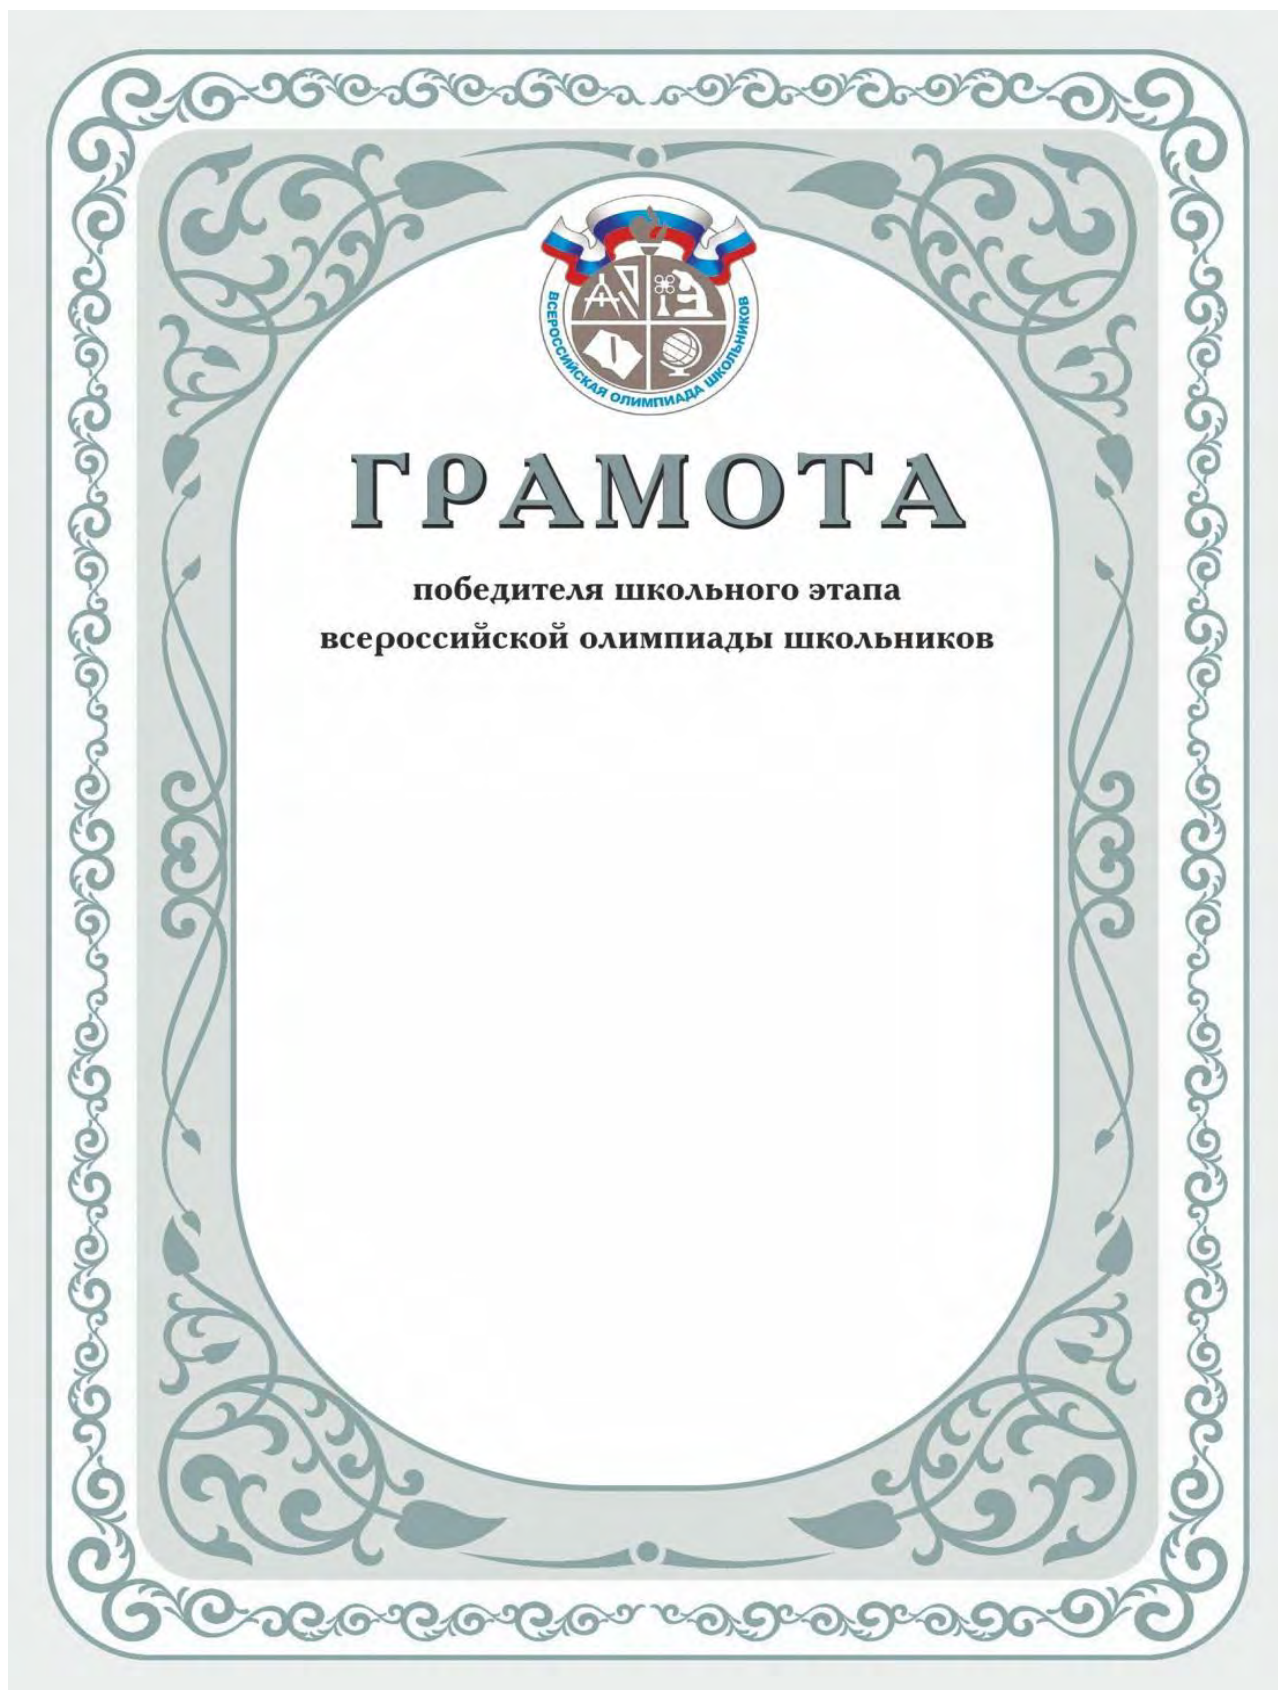 ВСЕРОССИЙСКАЯ ОЛИМПИАДА ШКОЛЬНИКОВ
ГРАМОТА
победителя школьного этапа
всероссийской олимпиады школьников